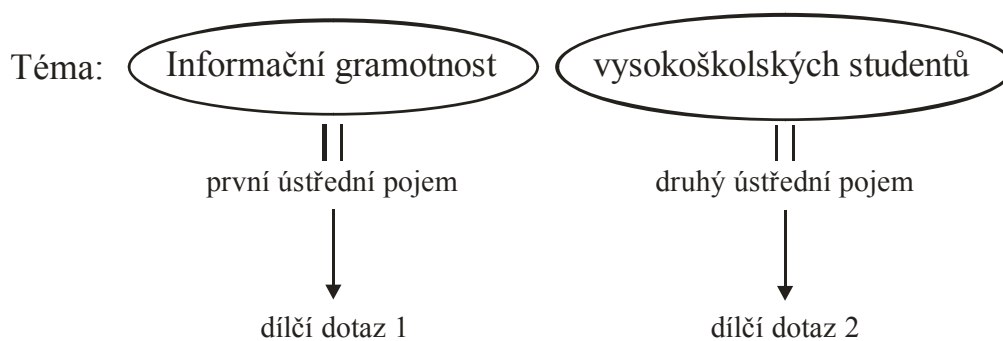 Téma: Informační gramotnost vysokoškolských studentů
první ústřední pojem druhý ústřední pojem
dílčí dotaz 1 dílčí dotaz 2